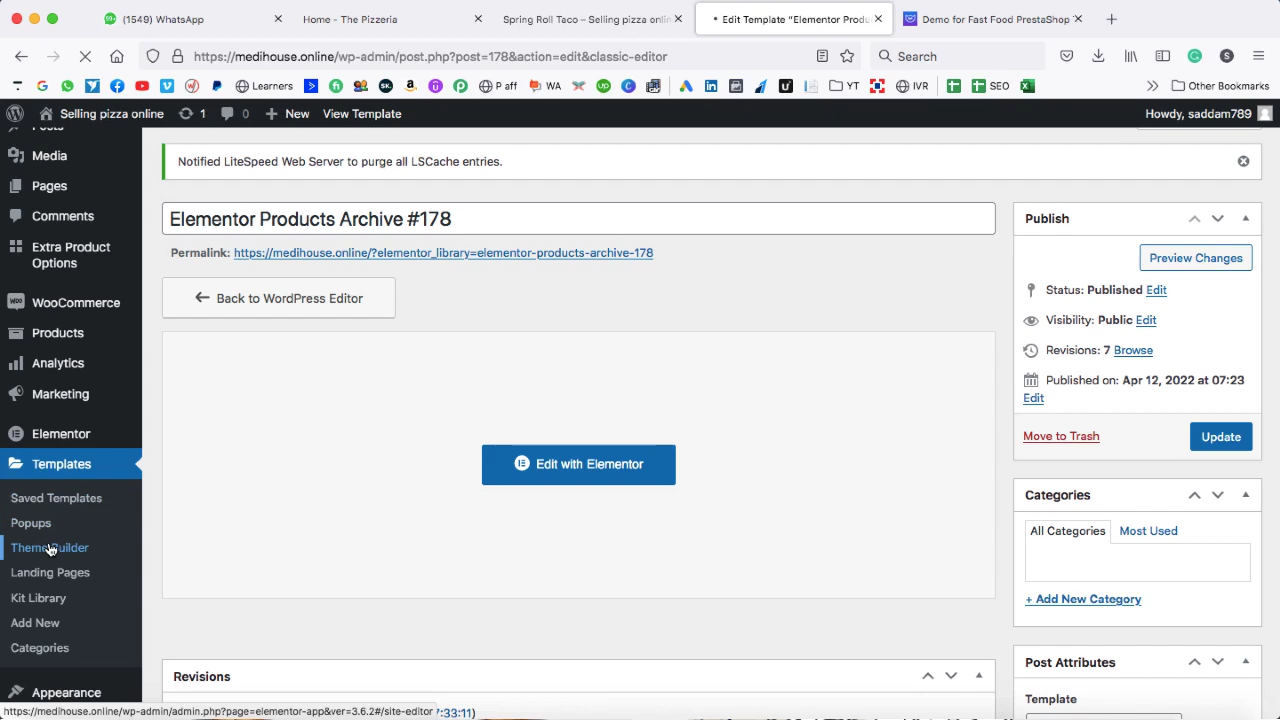 (1549) WhatsApp
Home - The Pizzeria
Spring Roll Taco – Selling pizza onlin
Edit Template "Elementor Produ
Demo for Fast Food PrestaShop
https://medihouse.online/wp-admin/post.php?post=178&action=edit&classic-editor
Search
Learners
P aff
WA
YT
IVR
SEO
Other Bookmarks
Selling pizza online
1
0
New
View Template
Howdy, saddam789
Posts
Media
Pages
Comments
Extra Product
Options
WooCommerce
Products
Analytics
Marketing
Elementor
Templates
Saved Templates
Popups
Theme Builder
Landing Pages
Kit Library
Add New
Categories
Appearance
Notified LiteSpeed Web Server to purge all LSCache entries.
Elementor Products Archive #178
Permalink: https://medihouse.online/?elementor_library=elementor-products-archive-178
Back to WordPress Editor
Edit with Elementor
Revisions
7:33:11)
Publish
Preview Changes
Status: Published Edit
Visibility: Public Edit
Revisions: 7 Browse
Published on: Apr 12, 2022 at 07:23
Edit
Move to Trash
Update
Categories
All Categories
Most Used
+ Add New Category
Post Attributes
Template
https://medihouse.online/wp-admin/admin.php?page=elementor-app&ver=3.6.2#/site-editor